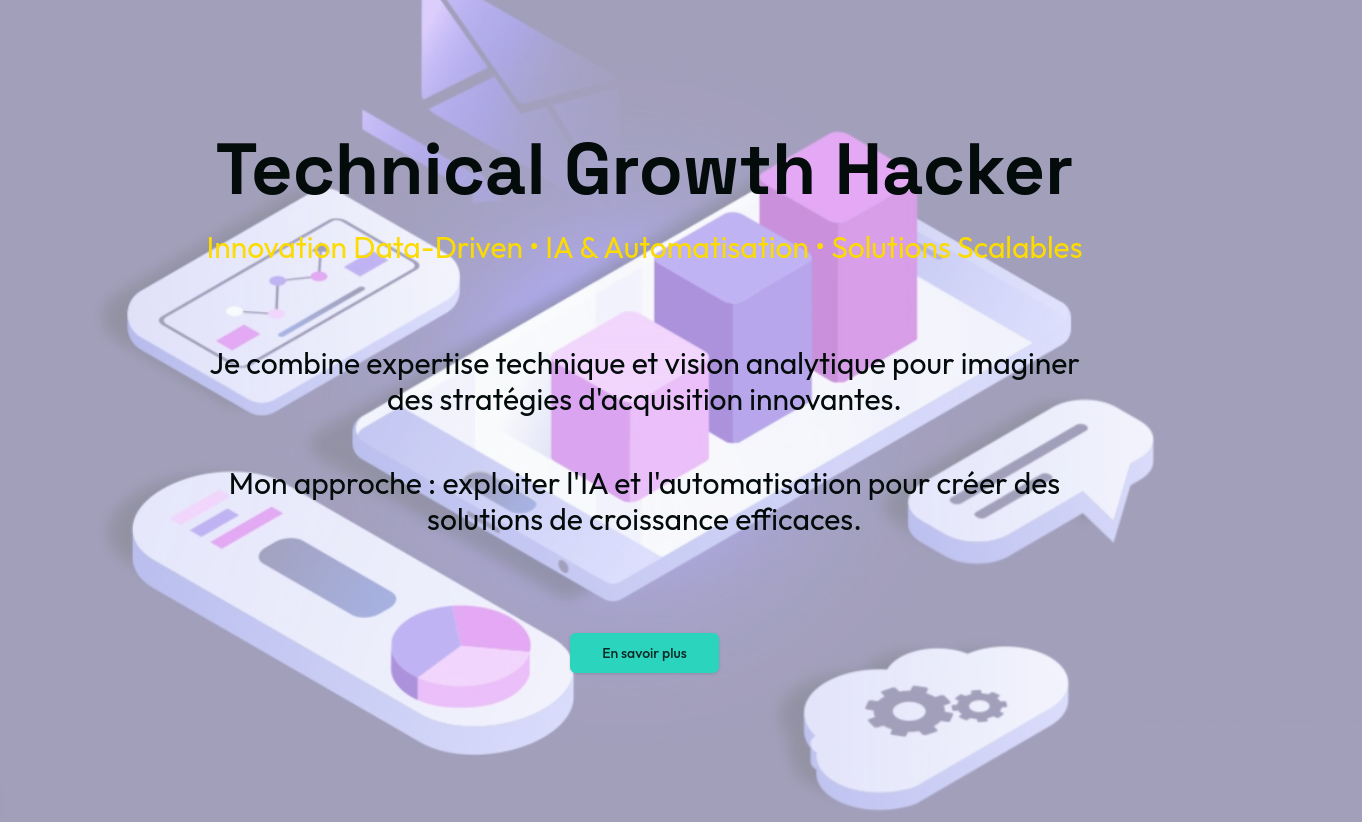 Technical Growth Hacker
Innovation Data-Driven • IA & Automatisation • Solutions Scalables
Je combine expertise technique et vision analytique pour imaginer
des stratégies d'acquisition innovantes.
Mon approche : exploiter l'IA et l'automatisation pour créer des
solutions de croissance efficaces.
En savoir plus